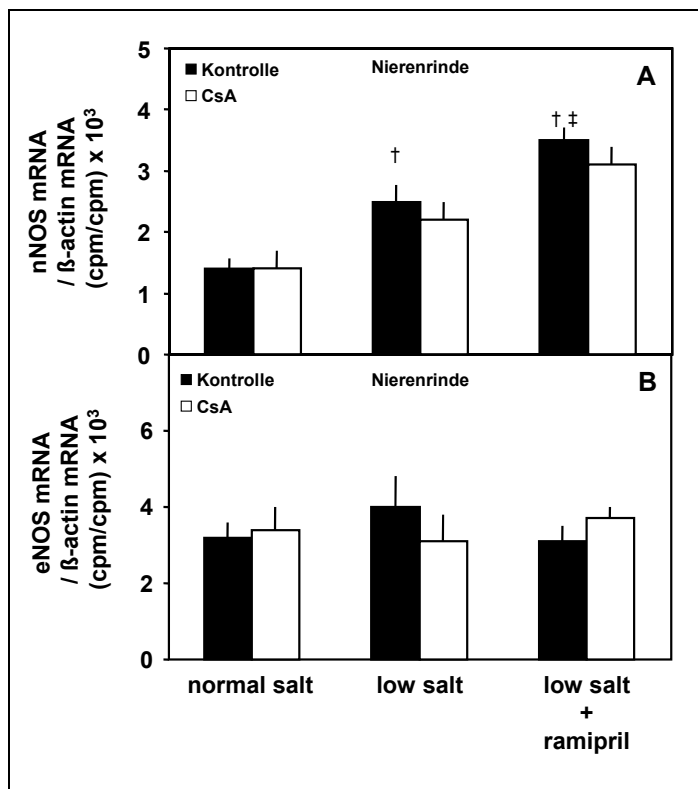 nNOS mRNA
/ ß-actin mRNA
(cpm/cpm) x 10³
5
4
3
2
1
0
Kontrolle
CsA
Nierenrinde
A
†
† ‡
eNOS mRNA
/ ß-actin mRNA
(cpm/cpm) x 10³
6
4
2
0
Kontrolle
CsA
Nierenrinde
B
normal salt
low salt
low salt
+
ramipril